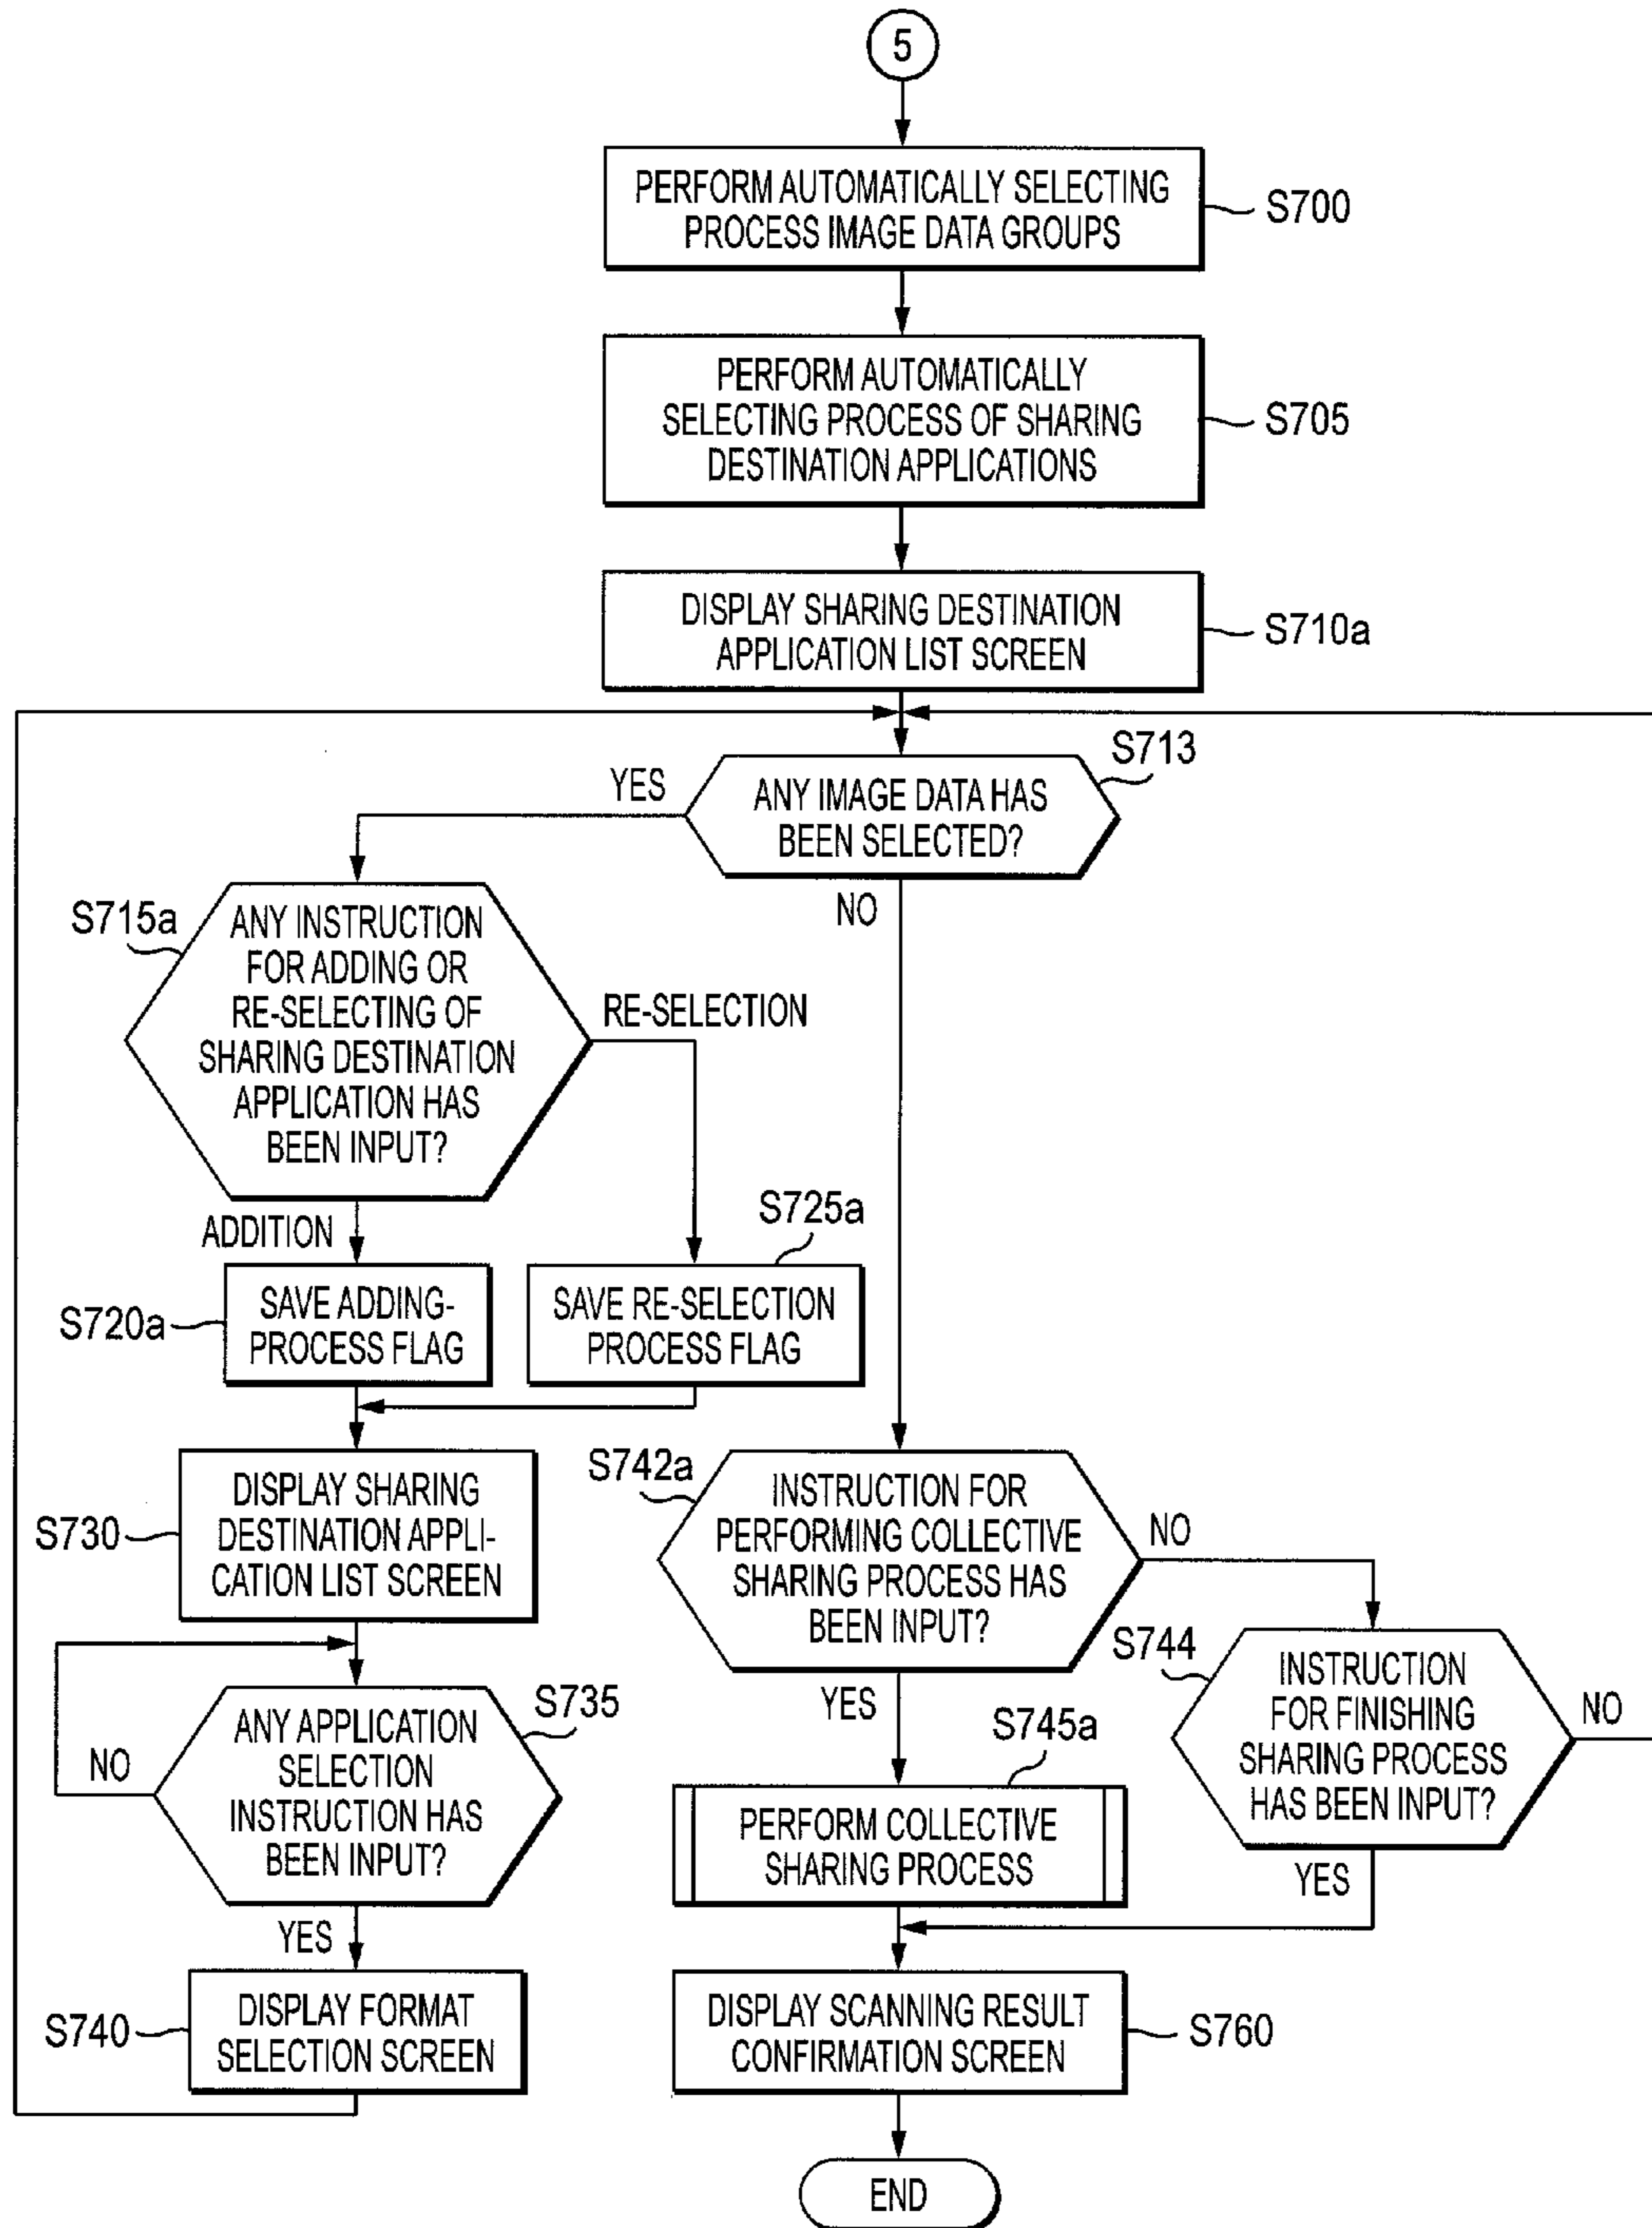 5
PERFORM AUTOMATICALLY SELECTING
PROCESS IMAGE DATA GROUPS
S700
PERFORM AUTOMATICALLY
SELECTING PROCESS OF SHARING
DESTINATION APPLICATIONS
S705
DISPLAY SHARING DESTINATION
APPLICATION LIST SCREEN
S710a
S713
ANY IMAGE DATA HAS
BEEN SELECTED?
YES
NO
S715a
ANY INSTRUCTION
FOR ADDING OR
RE-SELECTING OF
SHARING DESTINATION
APPLICATION HAS
BEEN INPUT?
RE-SELECTION
ADDITION
S720a
SAVE ADDING-
PROCESS FLAG
S725a
SAVE RE-SELECTION
PROCESS FLAG
S730
DISPLAY SHARING
DESTINATION APPLI-
CATION LIST SCREEN
S735
ANY APPLICATION
SELECTION
INSTRUCTION HAS
BEEN INPUT?
NO
YES
S740
DISPLAY FORMAT
SELECTION SCREEN
S742a
INSTRUCTION FOR
PERFORMING COLLECTIVE
SHARING PROCESS HAS
BEEN INPUT?
NO
YES
S744
INSTRUCTION
FOR FINISHING
SHARING PROCESS
HAS BEEN INPUT?
NO
YES
S745a
PERFORM COLLECTIVE
SHARING PROCESS
DISPLAY SCANNING RESULT
CONFIRMATION SCREEN
S760
END